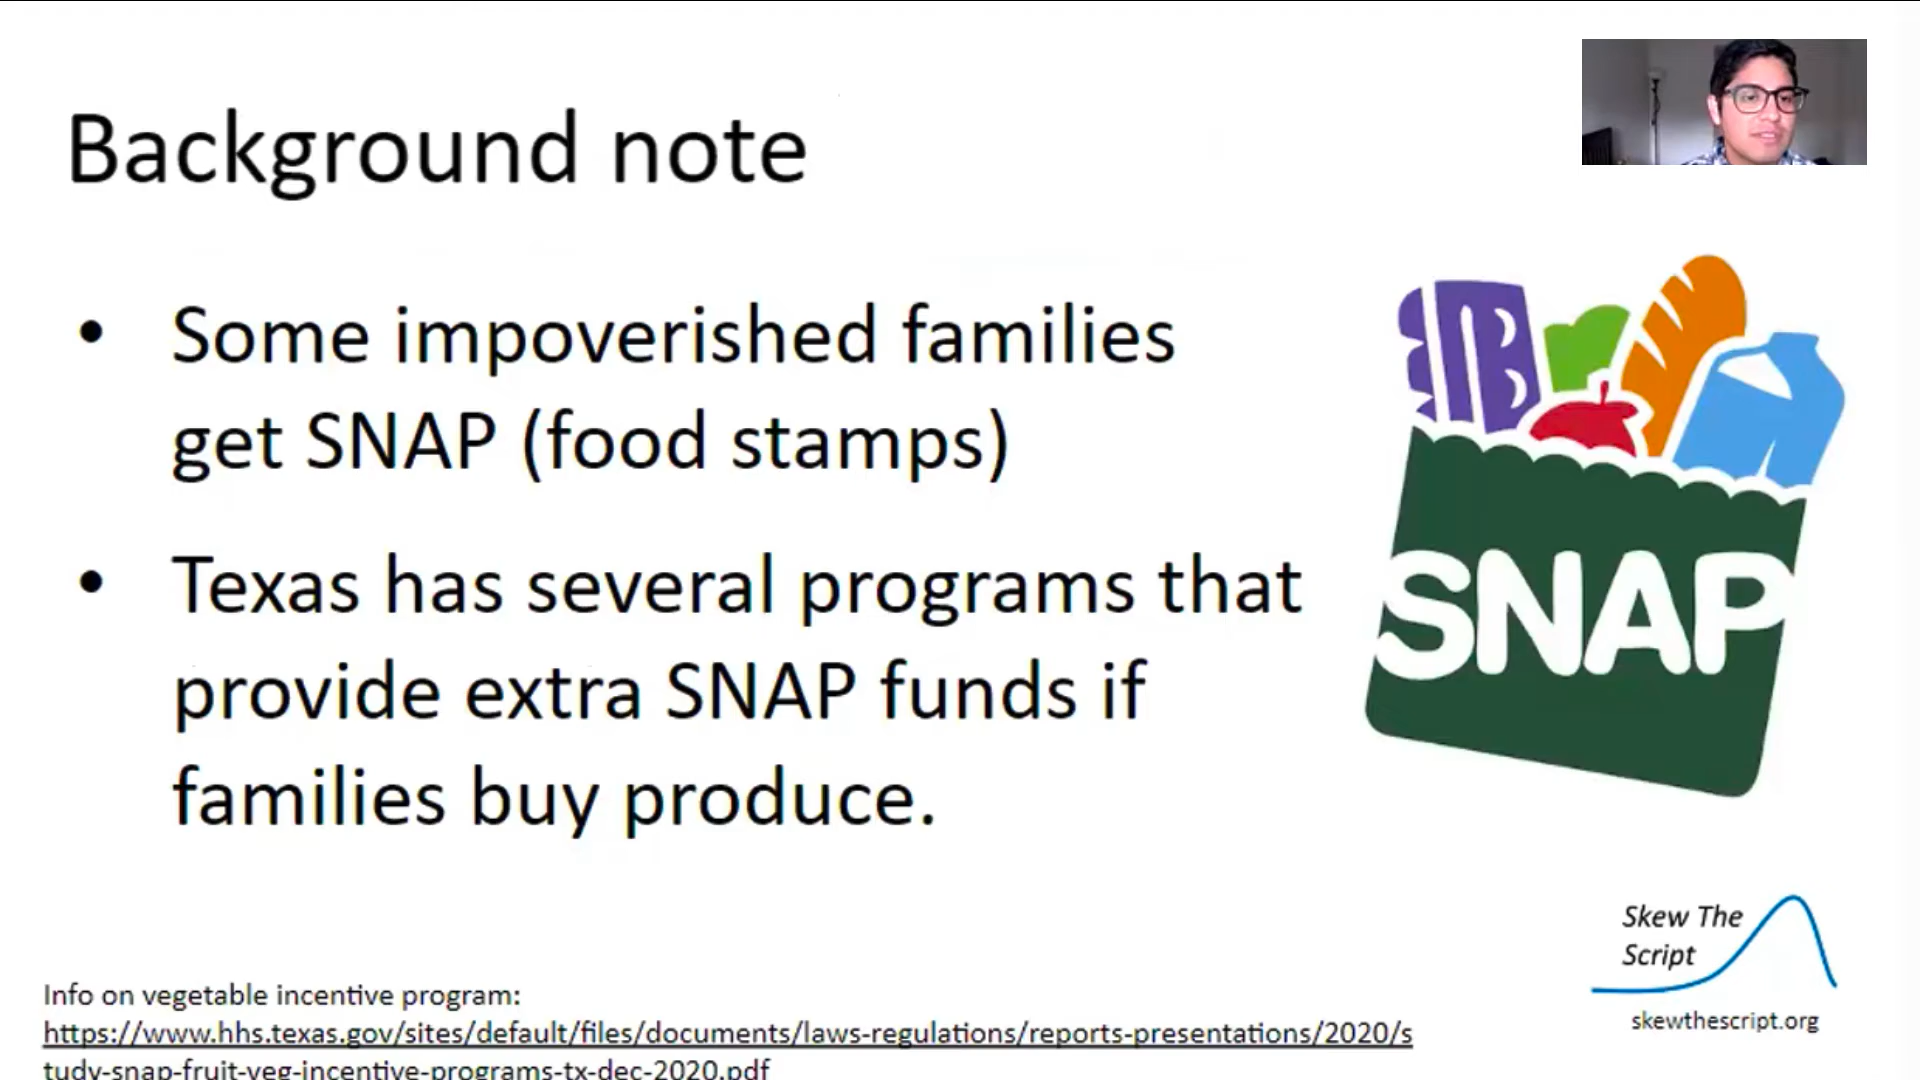 Background note
• Some impoverished families
get SNAP (food stamps)
• Texas has several programs that
provide extra SNAP funds if
families buy produce.
SNAP
Skew The
Script
skewthescript.org
Info on vegetable incentive program:
https://www.hhs.texas.gov/sites/default/files/documents/laws-regulations/reports-presentations/2020/s
tudy-snap-fruit-veg-incentive-programs-tx-dec-2020.pdf